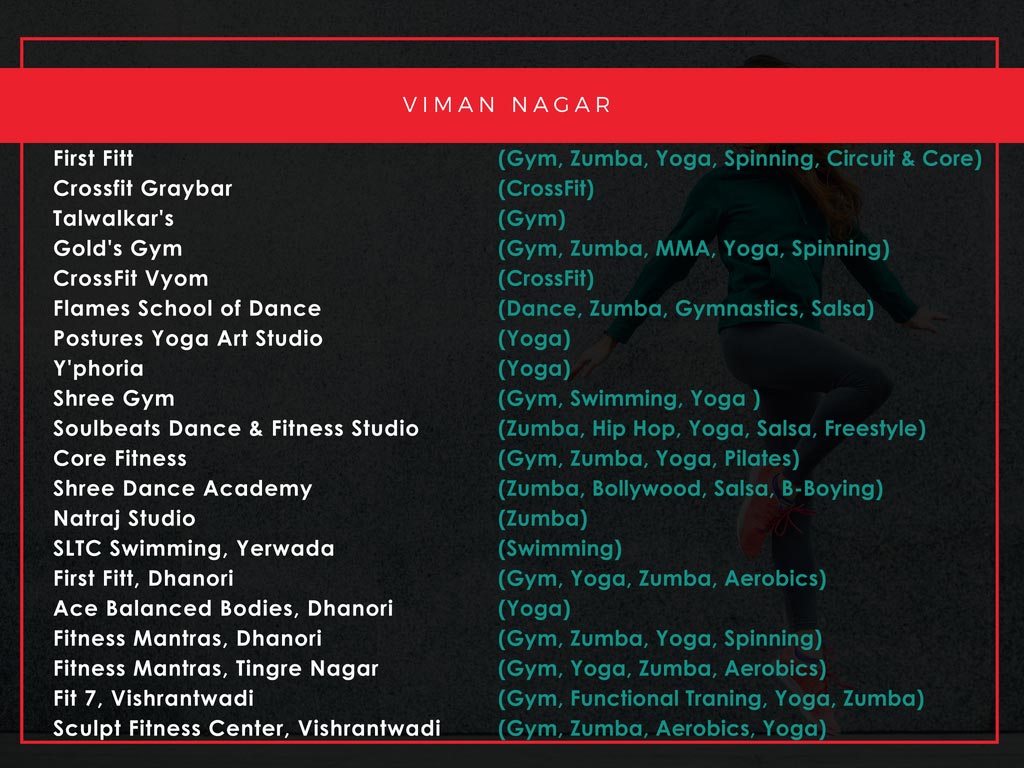 VIMAN NAGAR
First Fitt (Gym, Zumba, Yoga, Spinning, Circuit & Core)
Crossfit Graybar (CrossFit)
Talwalkar's (Gym)
Gold's Gym (Gym, Zumba, MMA, Yoga, Spinning)
CrossFit Vyom (CrossFit)
Flames School of Dance (Dance, Zumba, Gymnastics, Salsa)
Postures Yoga Art Studio (Yoga)
Y'phoria (Yoga)
Shree Gym (Gym, Swimming, Yoga )
Soulbeats Dance & Fitness Studio (Zumba, Hip Hop, Yoga, Salsa, Freestyle)
Core Fitness (Gym, Zumba, Yoga, Pilates)
Shree Dance Academy (Zumba, Bollywood, Salsa, B-Boying)
Natraj Studio (Zumba)
SLTC Swimming, Yerwada (Swimming)
First Fitt, Dhanori (Gym, Yoga, Zumba, Aerobics)
Ace Balanced Bodies, Dhanori (Yoga)
Fitness Mantras, Dhanori (Gym, Zumba, Yoga, Spinning)
Fitness Mantras, Tingre Nagar (Gym, Yoga, Zumba, Aerobics)
Fit 7, Vishrantwadi (Gym, Functional Traning, Yoga, Zumba)
Sculpt Fitness Center, Vishrantwadi (Gym, Zumba, Aerobics, Yoga)